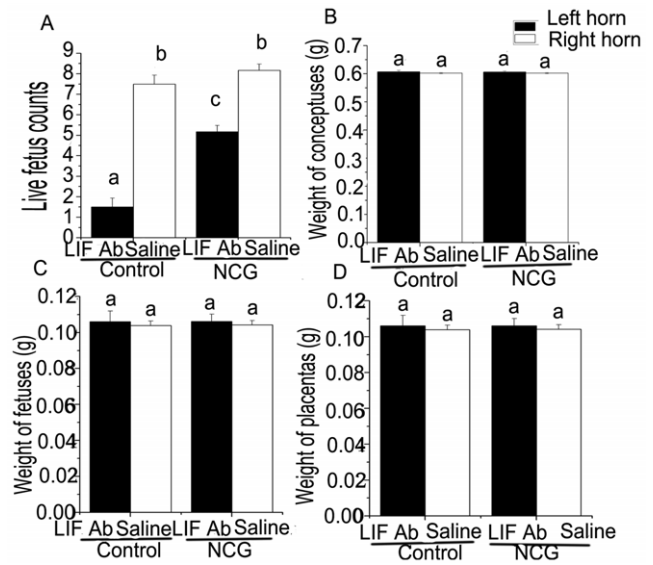 A
Live fetus counts
9
8
7
6
5
4
3
2
1
0
a
b
c
b
LIF Ab Saline LIF Ab Saline
Control NCG
B
Left horn
Right horn
Weight of conceptuses (g)
0.7
0.6
0.5
0.4
0.3
0.2
0.2
0.1
0.0
a a a a
LIF Ab Saline LIF Ab Saline
Control NCG
C
Weight of fetuses (g)
0.12
0.10
0.08
0.06
0.04
0.02
0.00
a a a a
LIF Ab Saline LIF Ab Saline
Control NCG
D
Weight of placentas (g)
0.12
0.10
0.08
0.06
0.04
0.02
0.00
a a a a
LIF Ab Saline LIF Ab Saline
Control NCG